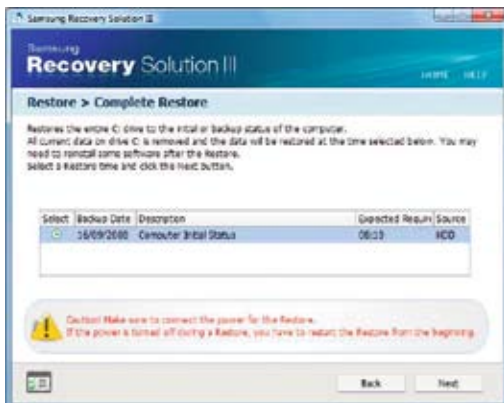 Samsung Recovery Solution III
Samsung
Recovery Solution III
HOME HELP
Restore > Complete Restore
Restores the entire C: drive to the initial or backup status of the computer.
All current data on drive C: is removed and the data will be restored at the time selected below. You may
need to reinstall some software after the Restore.
Select a Restore time and click the Next button.
Select Backup Date Description Expected Requir Source
16/09/2008 Computer Initial Status HDD
Caution! Make sure to connect the power for the Restore.
If the power is turned off during a Restore, you have to restart the Restore from the beginning.
Back Next